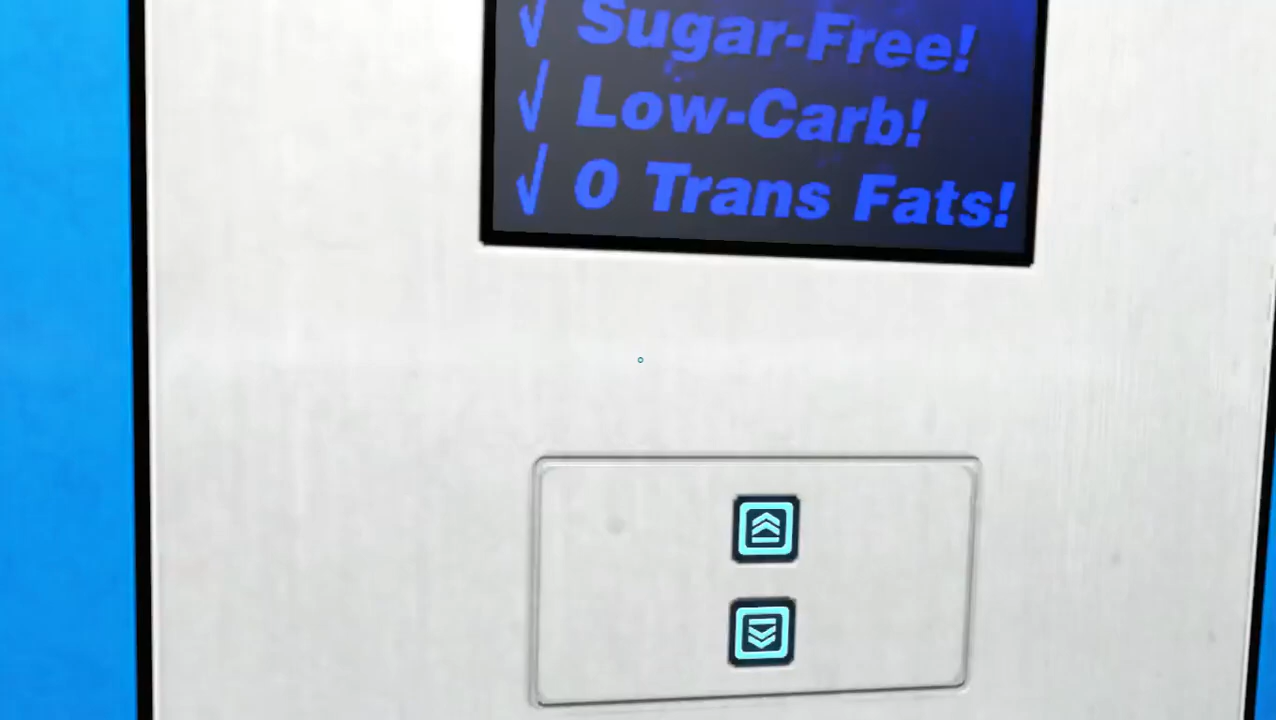 √ Sugar-Free!
√ Low-Carb!
√ 0 Trans Fats!